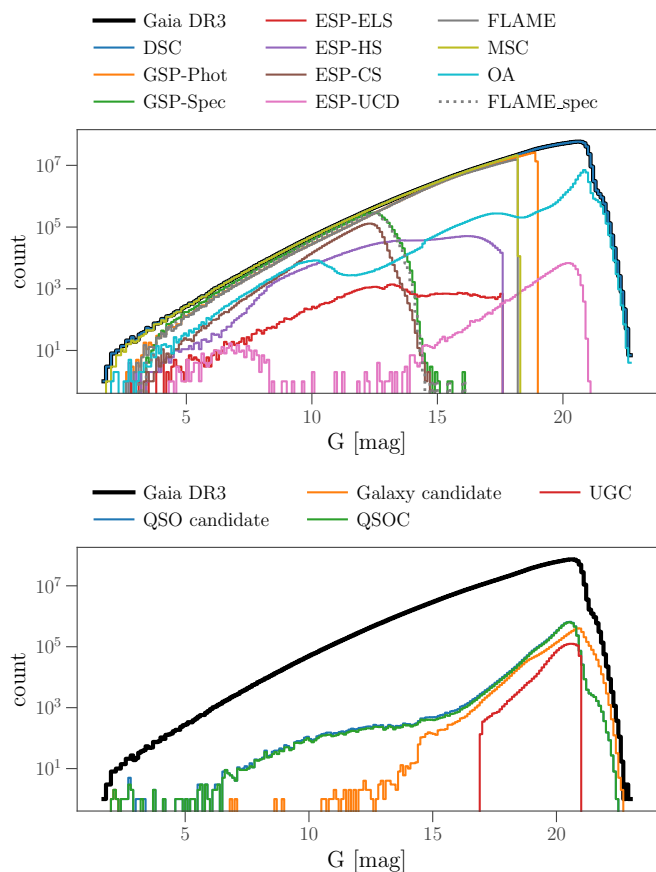 Gaia DR3 ESP-ELS FLAME
DSC ESP-HS MSC
GSP-Phot ESP-CS OA
GSP-Spec ESP-UCD FLAME_spec
10^7
10^5
10^3
10^1
count
5 10 15 20
G [mag]
Gaia DR3 Galaxy candidate UGC
QSO candidate QSOC
10^7
10^5
10^3
10^1
count
5 10 15 20
G [mag]